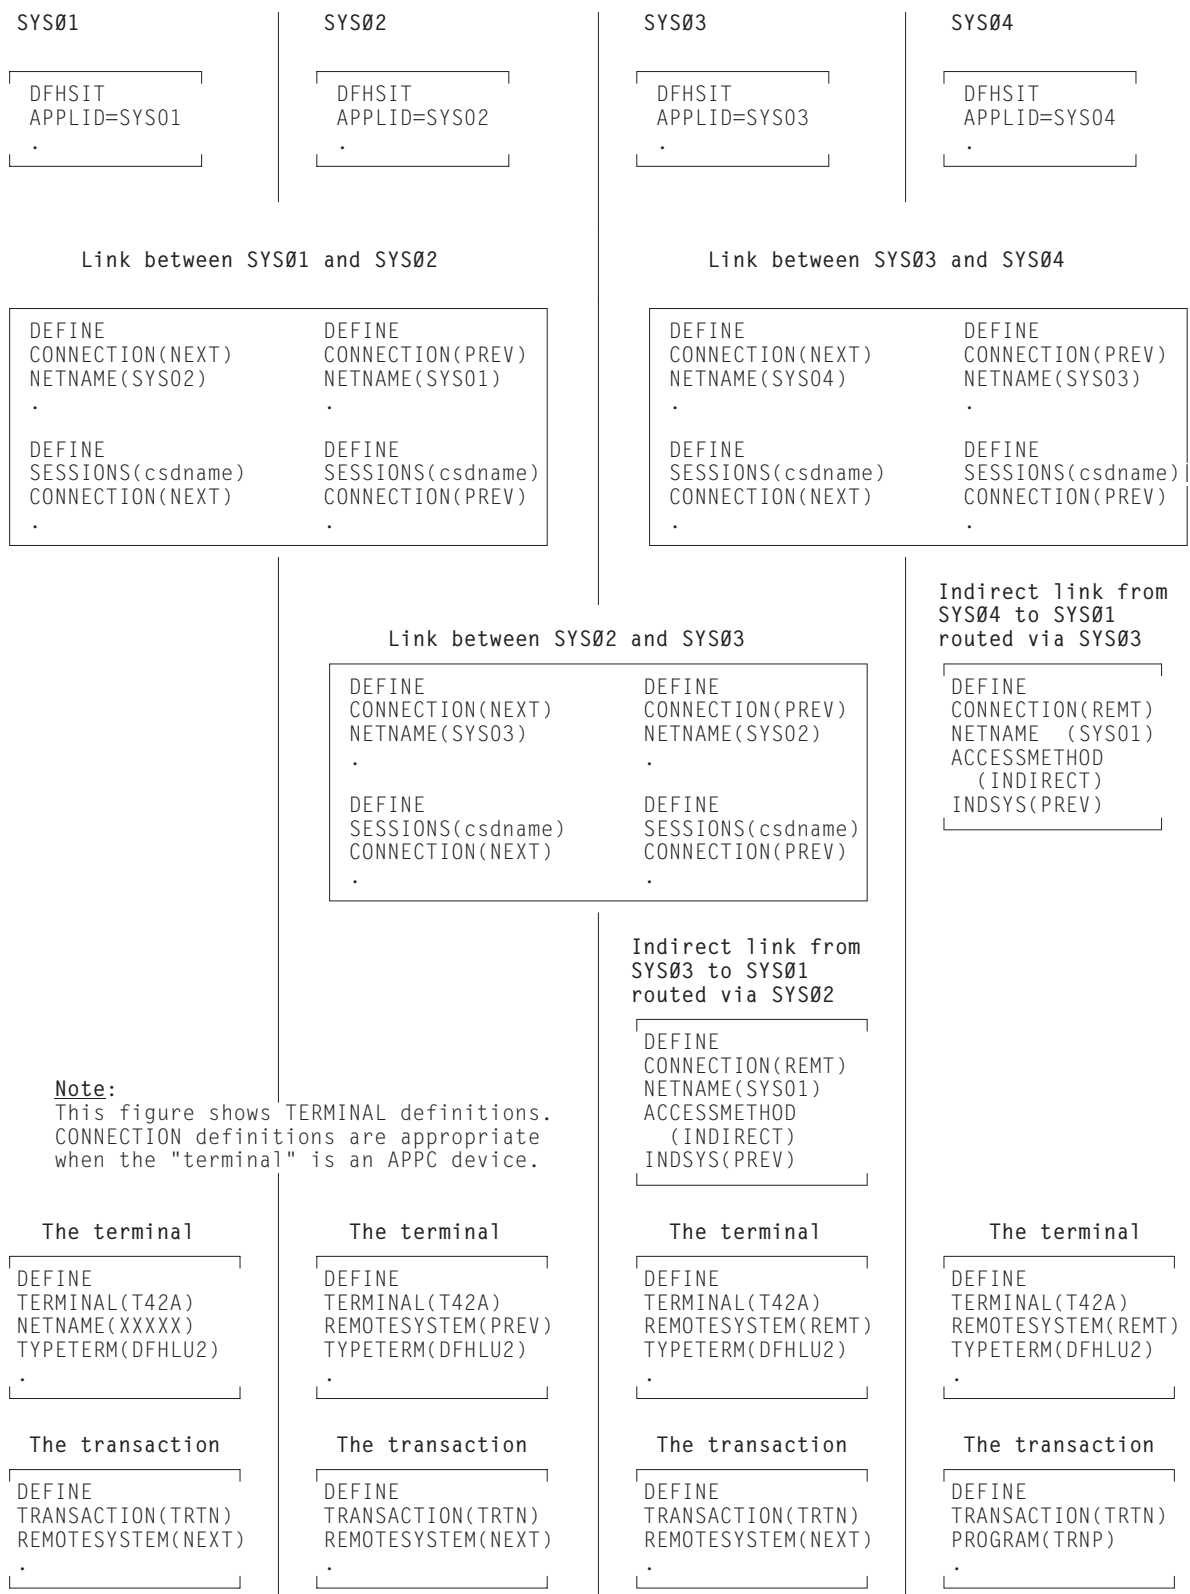 SYSØ1
SYSØ2
SYSØ3
SYSØ4
DFHSIT
APPLID=SYS01
.
DFHSIT
APPLID=SYS02
.
DFHSIT
APPLID=SYS03
.
DFHSIT
APPLID=SYS04
.
Link between SYSØ1 and SYSØ2
DEFINE
CONNECTION(NEXT)
NETNAME(SYS02)
.
DEFINE
SESSIONS(csdname)
CONNECTION(NEXT)
.
DEFINE
CONNECTION(PREV)
NETNAME(SYS01)
.
DEFINE
SESSIONS(csdname)
CONNECTION(PREV)
.
Link between SYSØ3 and SYSØ4
DEFINE
CONNECTION(NEXT)
NETNAME(SYS04)
.
DEFINE
SESSIONS(csdname)
CONNECTION(NEXT)
.
DEFINE
CONNECTION(PREV)
NETNAME(SYS03)
.
DEFINE
SESSIONS(csdname)
CONNECTION(PREV)
.
Link between SYSØ2 and SYSØ3
DEFINE
CONNECTION(NEXT)
NETNAME(SYS03)
.
DEFINE
SESSIONS(csdname)
CONNECTION(NEXT)
.
DEFINE
CONNECTION(PREV)
NETNAME(SYS02)
.
DEFINE
SESSIONS(csdname)
CONNECTION(PREV)
.
Indirect link from
SYSØ4 to SYSØ1
routed via SYSØ3
DEFINE
CONNECTION(REMT)
NETNAME (SYS01)
ACCESSMETHOD
(INDIRECT)
INDSYS(PREV)
Indirect link from
SYSØ3 to SYSØ1
routed via SYSØ2
DEFINE
CONNECTION(REMT)
NETNAME(SYS01)
ACCESSMETHOD
(INDIRECT)
INDSYS(PREV)
Note:
This figure shows TERMINAL definitions.
CONNECTION definitions are appropriate
when the "terminal" is an APPC device.
The terminal
DEFINE
TERMINAL(T42A)
NETNAME(XXXXX)
TYPETERM(DFHLU2)
.
The terminal
DEFINE
TERMINAL(T42A)
REMOTESYSTEM(PREV)
TYPETERM(DFHLU2)
.
The terminal
DEFINE
TERMINAL(T42A)
REMOTESYSTEM(REMT)
TYPETERM(DFHLU2)
.
The terminal
DEFINE
TERMINAL(T42A)
REMOTESYSTEM(REMT)
TYPETERM(DFHLU2)
.
The transaction
DEFINE
TRANSACTION(TRTN)
REMOTESYSTEM(NEXT)
.
The transaction
DEFINE
TRANSACTION(TRTN)
REMOTESYSTEM(NEXT)
.
The transaction
DEFINE
TRANSACTION(TRTN)
REMOTESYSTEM(NEXT)
.
The transaction
DEFINE
TRANSACTION(TRTN)
PROGRAM(TRNP)
.